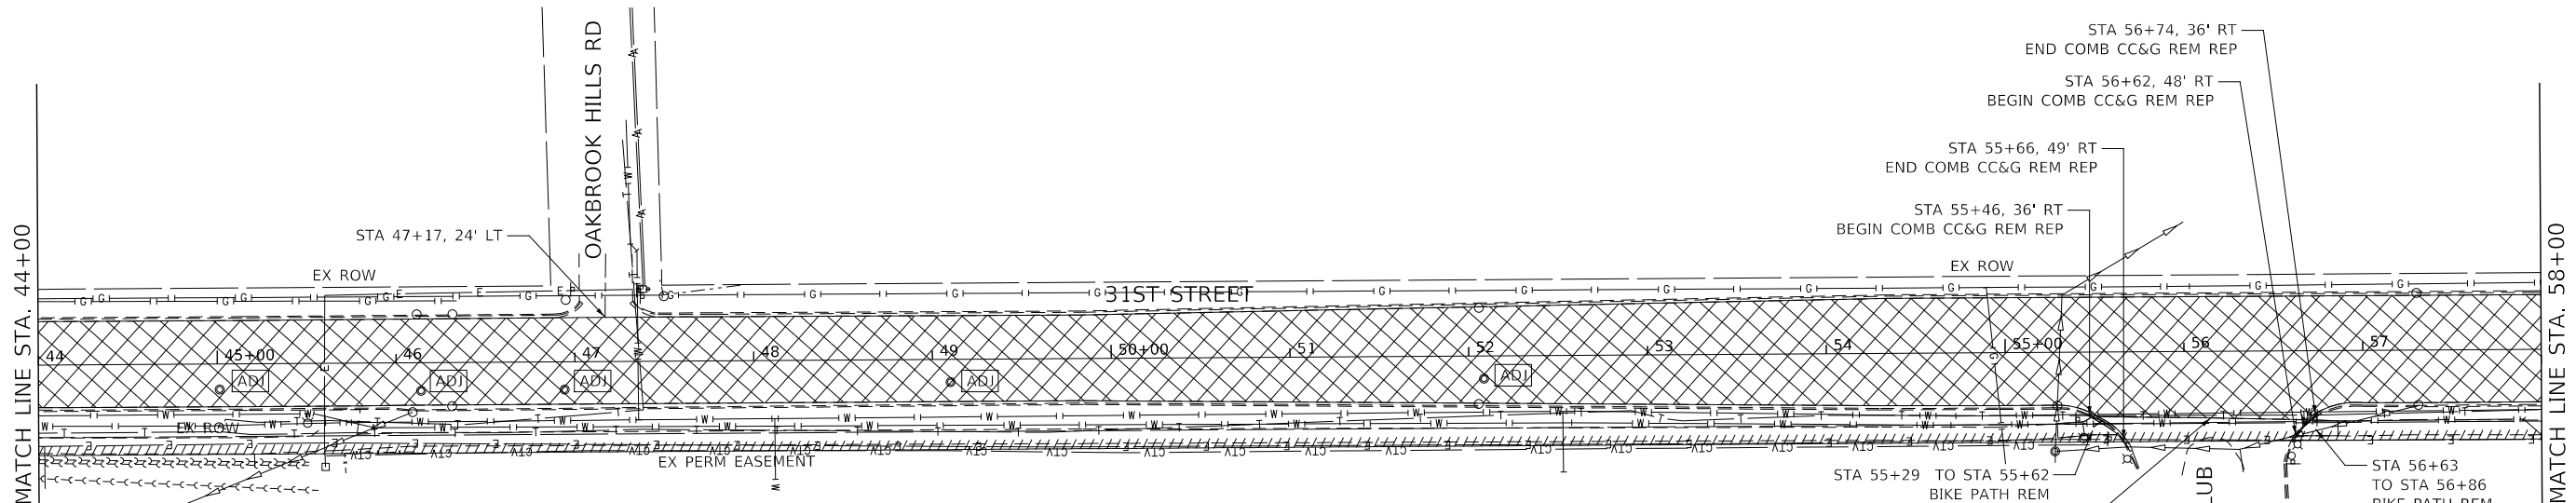 OAKBROOK HILLS RD
STA 56+74, 36' RT
END COMB CC&G REM REP
STA 56+62, 48' RT
BEGIN COMB CC&G REM REP
STA 55+66, 49' RT
END COMB CC&G REM REP
STA 55+46, 36' RT
BEGIN COMB CC&G REM REP
STA 47+17, 24' LT
MATCH LINE STA. 44+00
MATCH LINE STA. 58+00
EX ROW
EX ROW
31ST STREET
44
45+00
46
47
48
49
50+00
51
52
53
54
55+00
56
57
ADJ
ADJ
ADJ
ADJ
ADJ
EX ROW
EX PERM EASEMENT
STA 55+29 TO STA 55+62
BIKE PATH REM
STA 56+63
TO STA 56+86
BIKE PATH REM
LUB